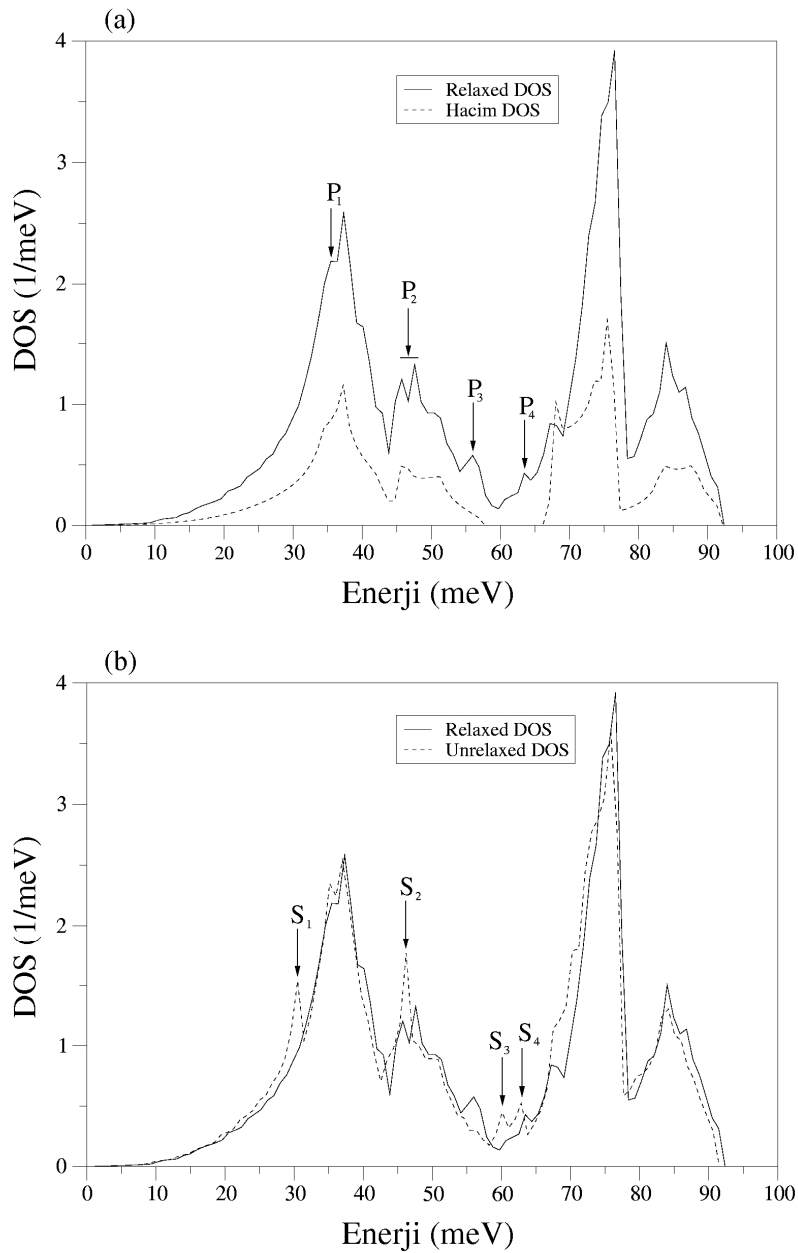 (a)
4
Relaxed DOS
Hacim DOS
3
P1
DOS (1/meV)
2
P2
P3
P4
1
0
0 10 20 30 40 50 60 70 80 90 100
Enerji (meV)
(b)
4
Relaxed DOS
Unrelaxed DOS
3
DOS (1/meV)
S1
S2
2
S3
S4
1
0
0 10 20 30 40 50 60 70 80 90 100
Enerji (meV)